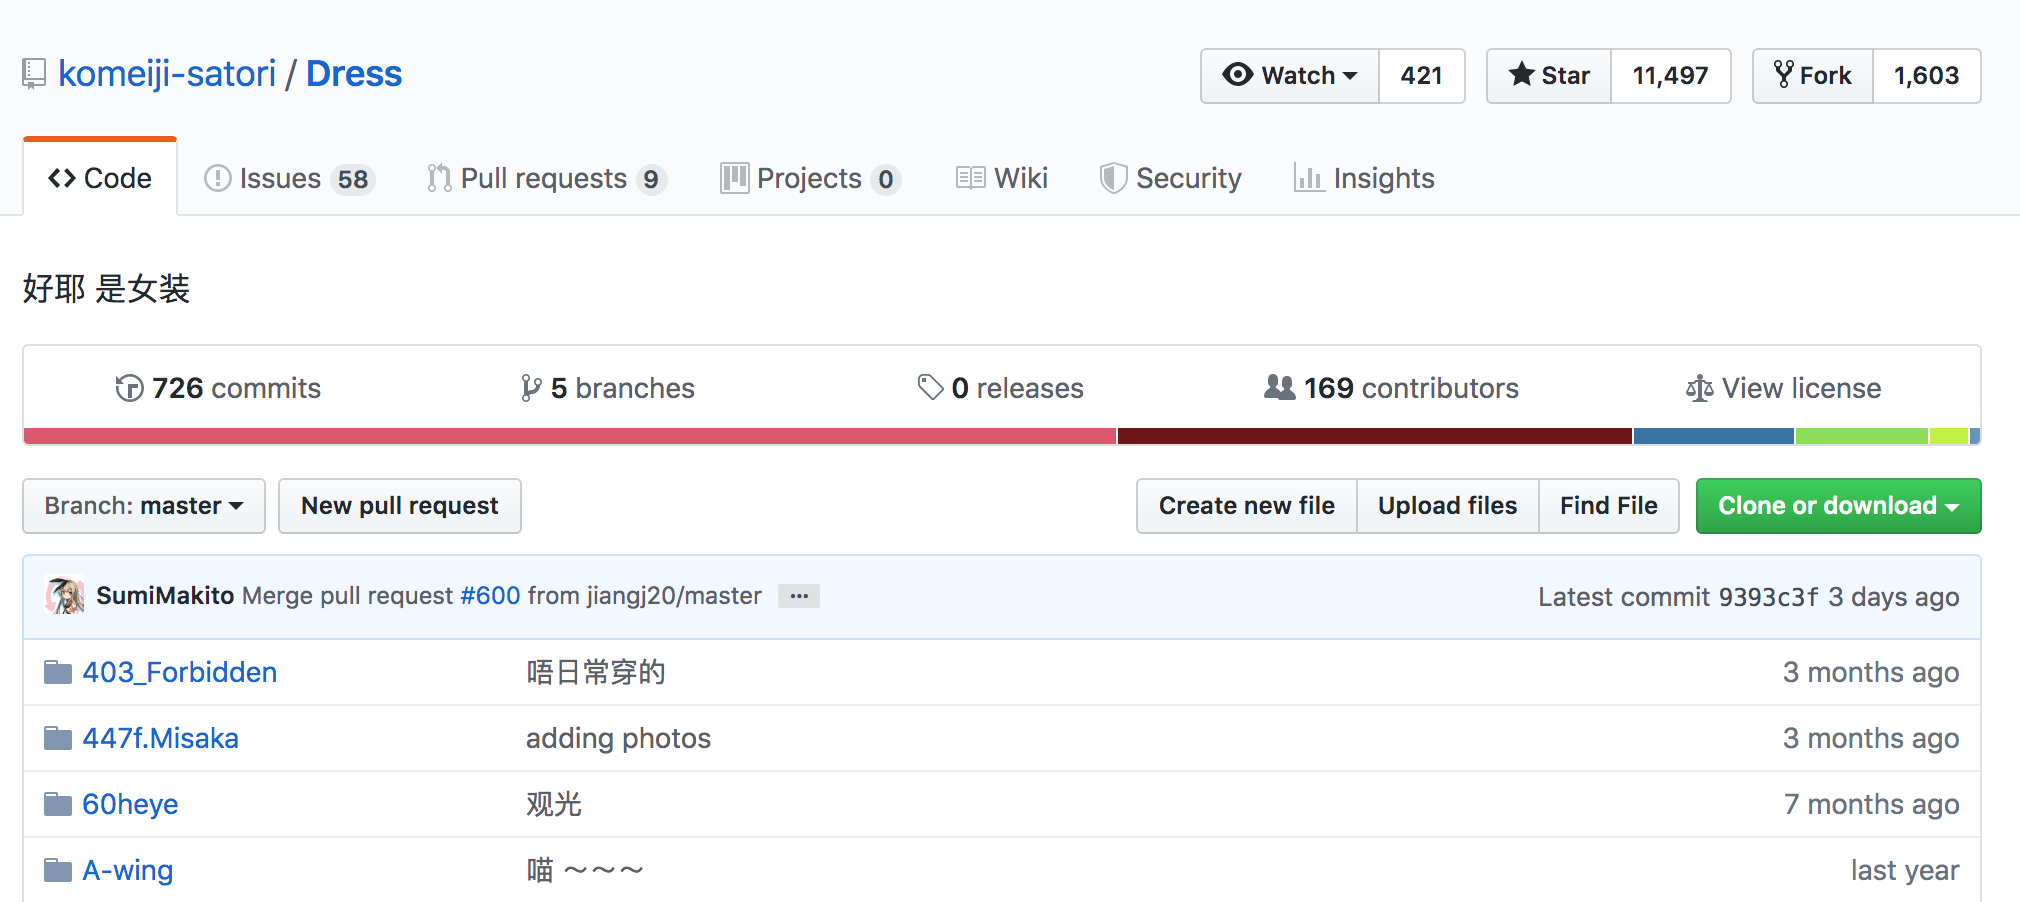 komeiji-satori / Dress Watch 421 Star 11,497 Fork 1,603
Code Issues 58 Pull requests 9 Projects 0 Wiki Security Insights
好耶 是女装
726 commits 5 branches 0 releases 169 contributors View license
Branch: master New pull request Create new file Upload files Find File Clone or download
SumiMakito Merge pull request #600 from jiangj20/master ... Latest commit 9393c3f 3 days ago
403_Forbidden 唔日常穿的 3 months ago
447f.Misaka adding photos 3 months ago
60heye 观光 7 months ago
A-wing 喵 ～～～ last year